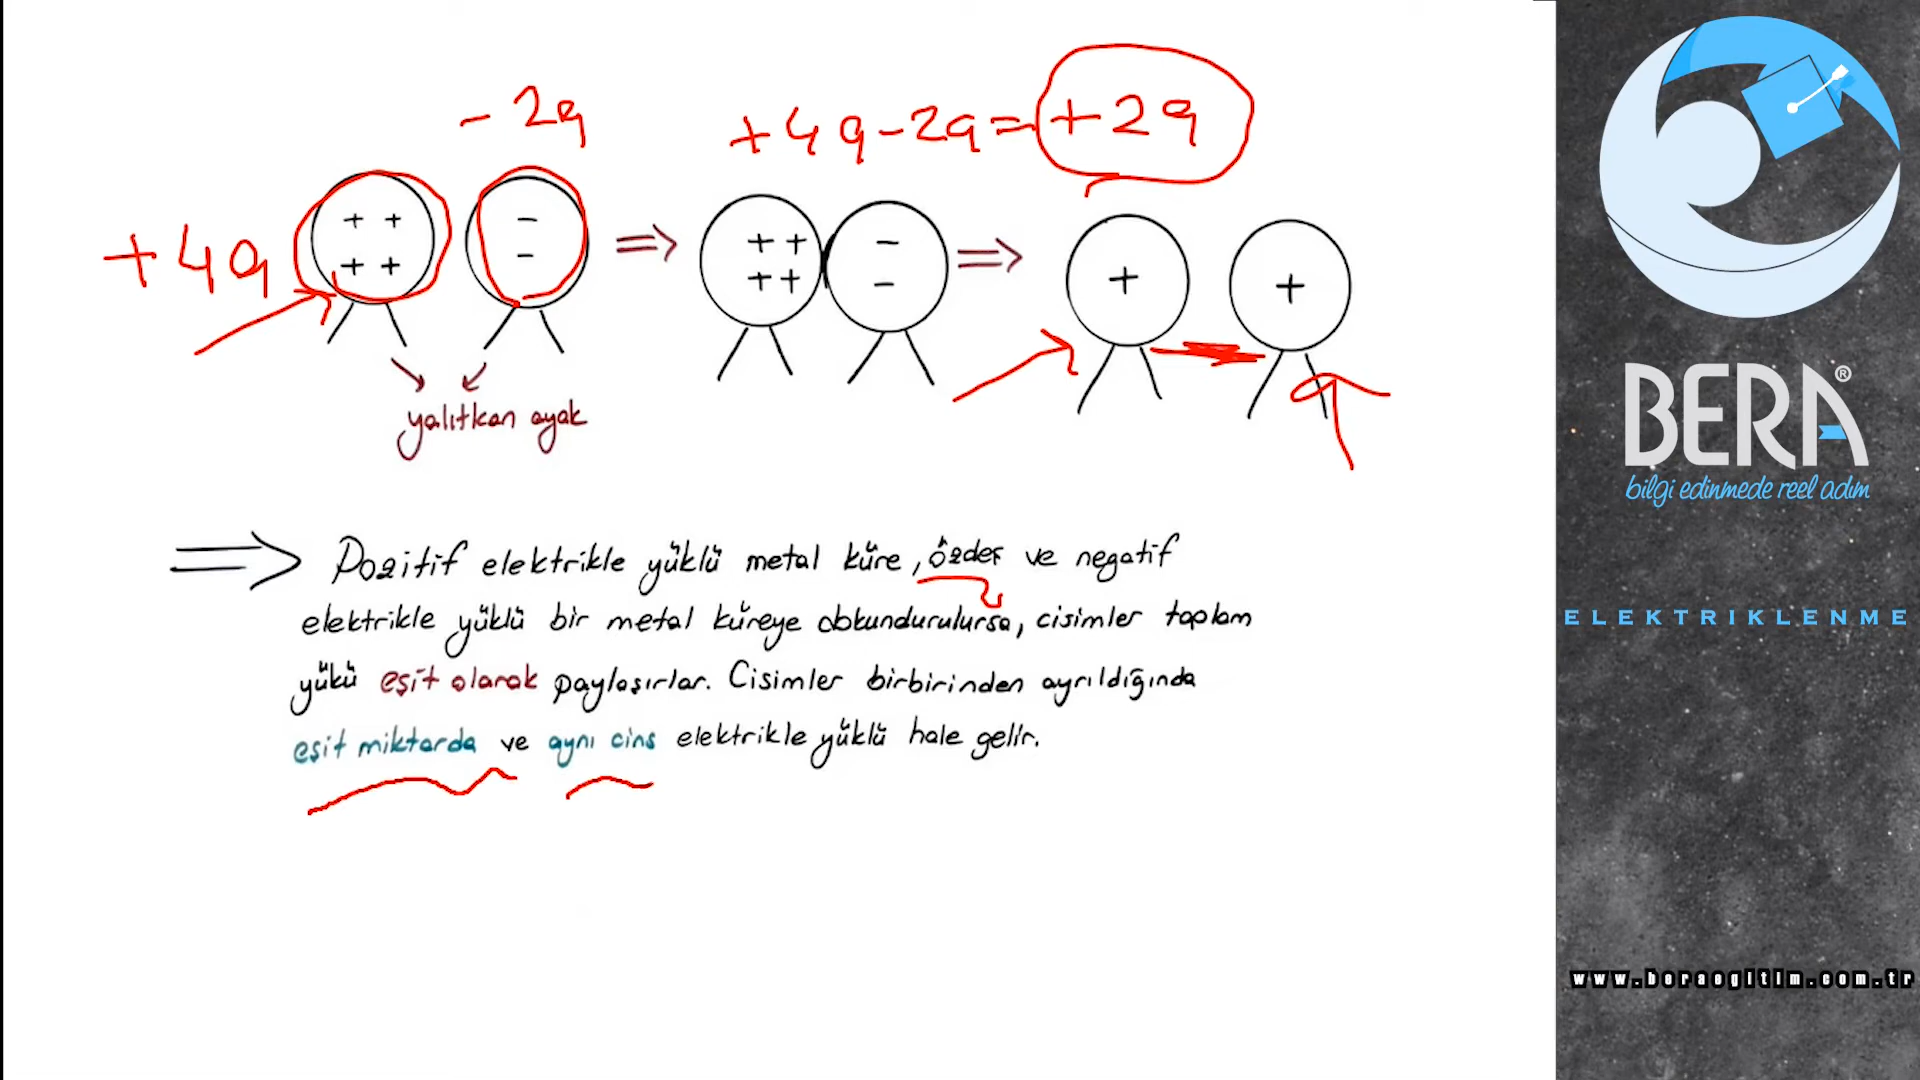 - 2q
+4q-2q=+2q
+4q
+ +
+ +
-
-
⇒
+ +
+ +
-
-
⇒
+
+
yalıtkan ayak
⇒ Pozitif elektrikle yüklü metal küre, özdeş ve negatif
elektrikle yüklü bir metal küreye dokundurulursa, cisimler toplam
yükü eşit olarak paylaşırlar. Cisimler birbirinden ayrıldığında
eşit miktarda ve aynı cins elektrikle yüklü hale gelir.
BERA®
bilgi edinmede reel adım
ELEKTRIKLENME
www.beraegitim.com.tr